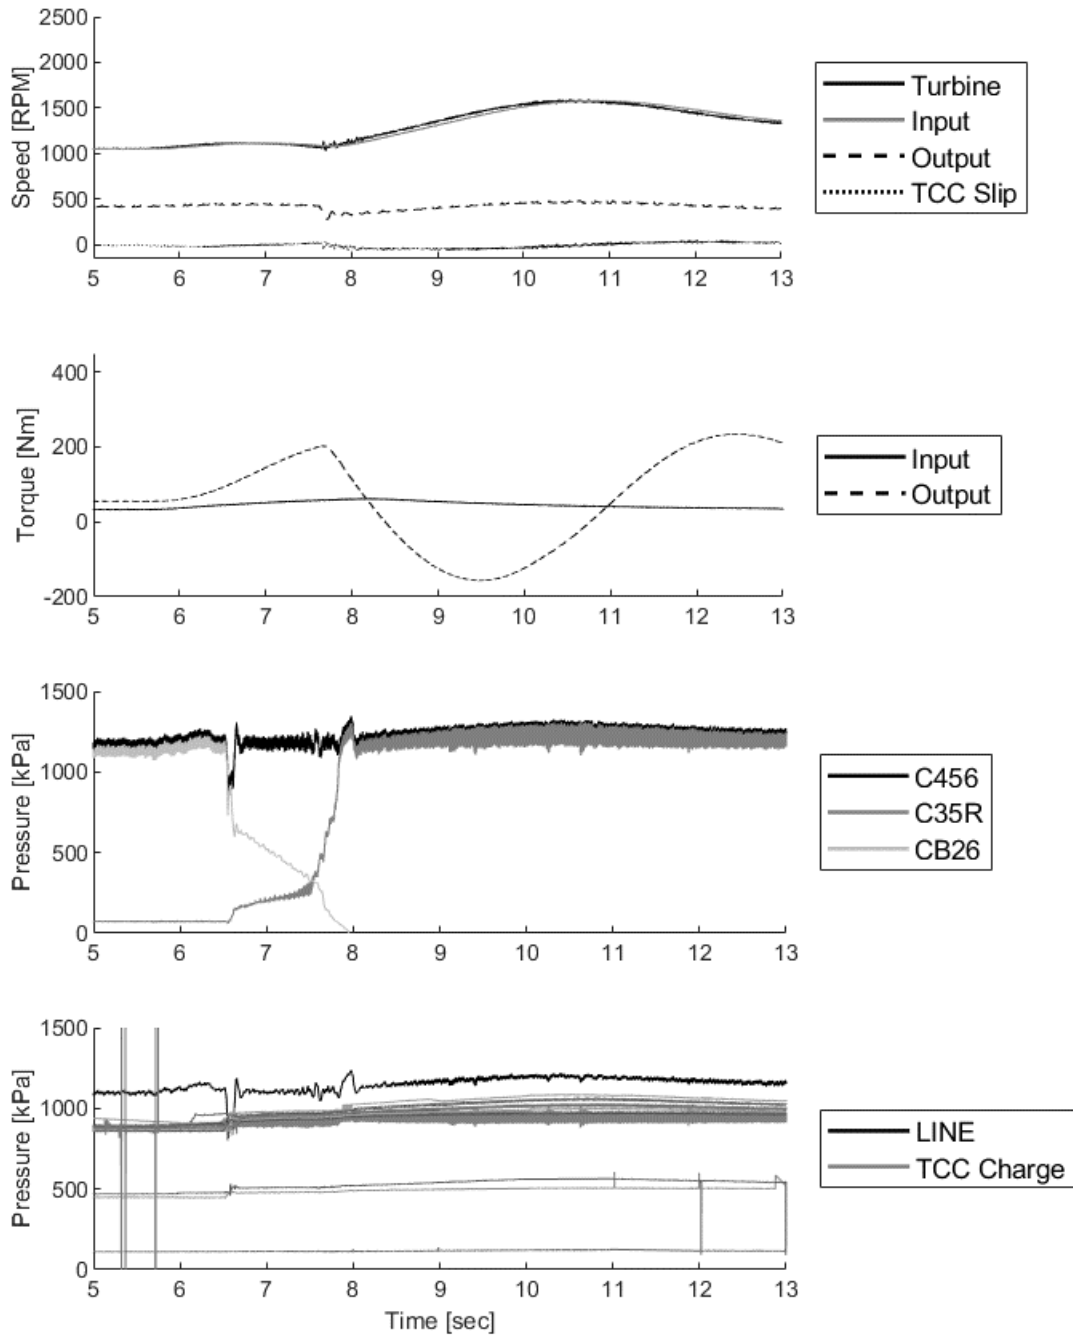 Speed [RPM]
2500
2000
1500
1000
500
0
5 6 7 8 9 10 11 12 13
Turbine
Input
Output
TCC Slip
Torque [Nm]
400
200
0
-200
5 6 7 8 9 10 11 12 13
Input
Output
Pressure [kPa]
1500
1000
500
0
5 6 7 8 9 10 11 12 13
C456
C35R
CB26
Pressure [kPa]
1500
1000
500
0
5 6 7 8 9 10 11 12 13
Time [sec]
LINE
TCC Charge